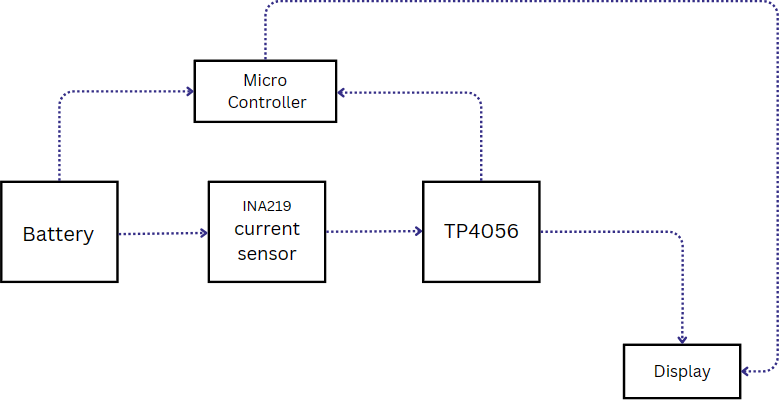 Micro
Controller
Battery
INA219
current
sensor
TP4056
Display